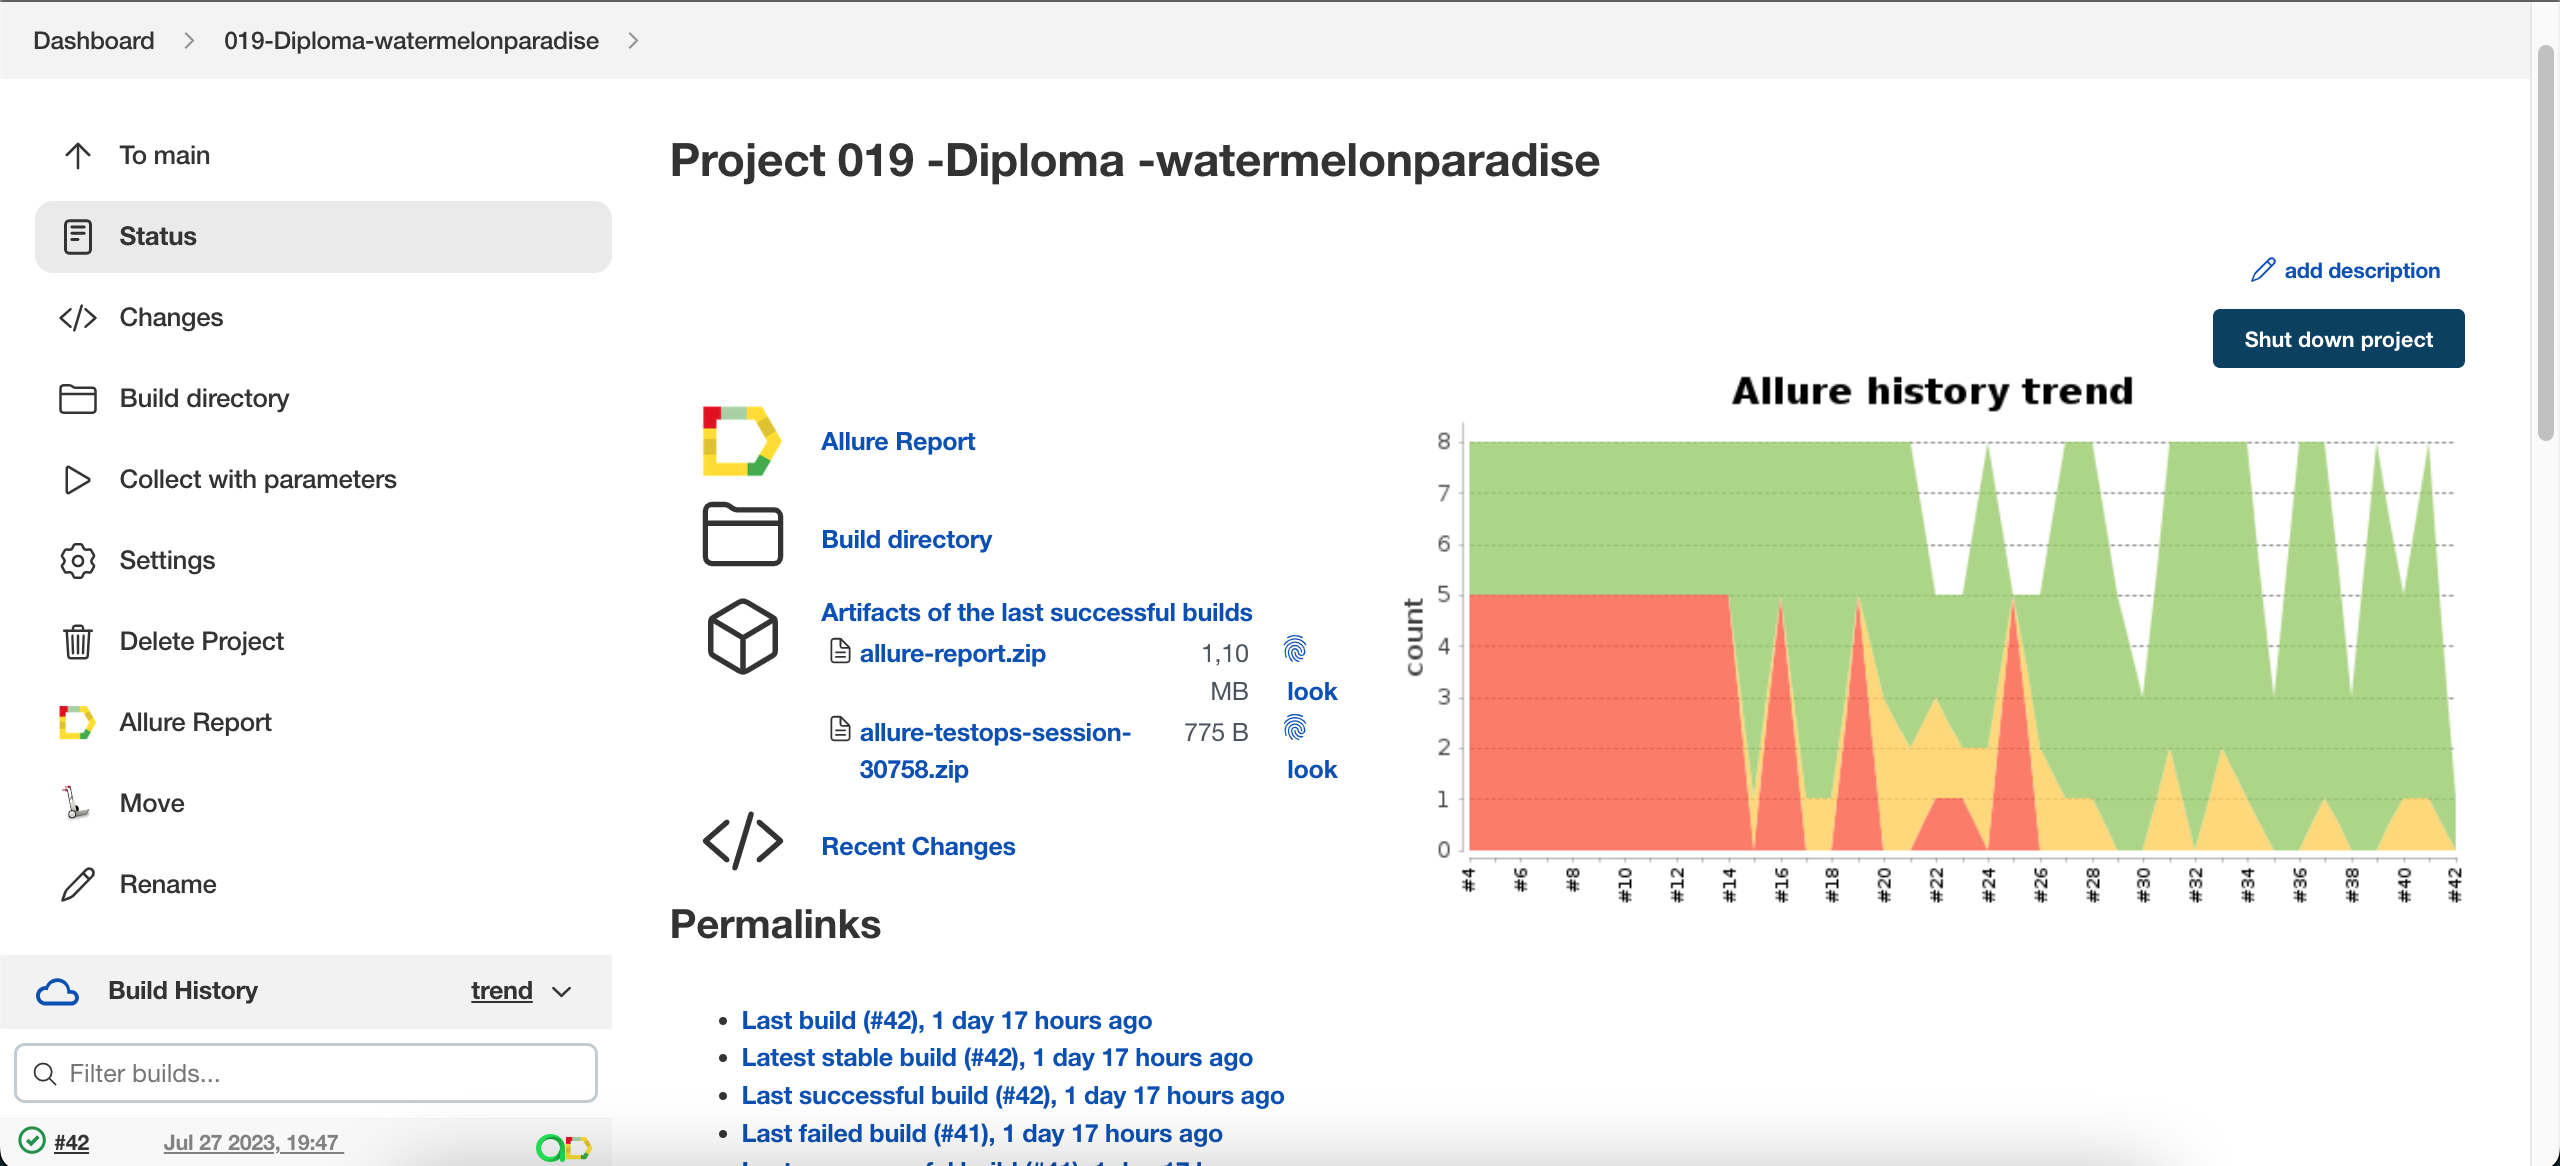 Dashboard > 019-Diploma-watermelonparadise >
To main
Status
Changes
Build directory
Collect with parameters
Settings
Delete Project
Allure Report
Move
Rename
Build History trend
Filter builds...
#42 Jul 27 2023, 19:47
Project 019 -Diploma -watermelonparadise
add description
Shut down project
Allure Report
Build directory
Artifacts of the last successful builds
allure-report.zip 1,10
MB look
allure-testops-session- 775 B
30758.zip look
Recent Changes
Allure history trend
count
8
7
6
5
4
3
2
1
0
#4 #6 #8 #10 #12 #14 #16 #18 #20 #22 #24 #26 #28 #30 #32 #34 #36 #38 #40 #42
Permalinks
• Last build (#42), 1 day 17 hours ago
• Latest stable build (#42), 1 day 17 hours ago
• Last successful build (#42), 1 day 17 hours ago
• Last failed build (#41), 1 day 17 hours ago